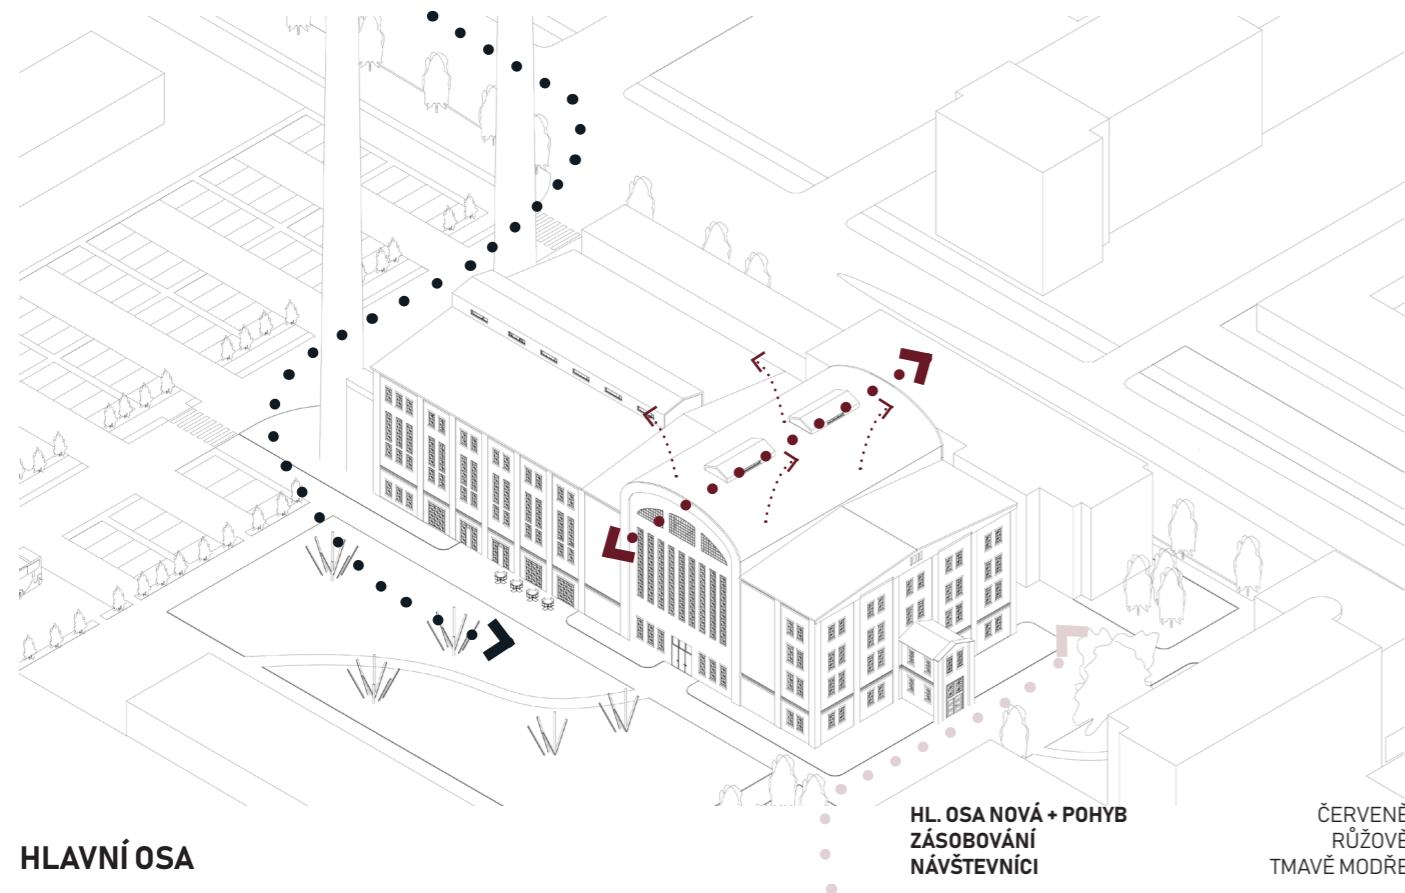 HLAVNÍ OSA
HL. OSA NOVÁ + POHYB ČERVENĚ
ZÁSOBOVÁNÍ RŮŽOVĚ
NÁVŠTEVNÍCI TMAVĚ MODŘE